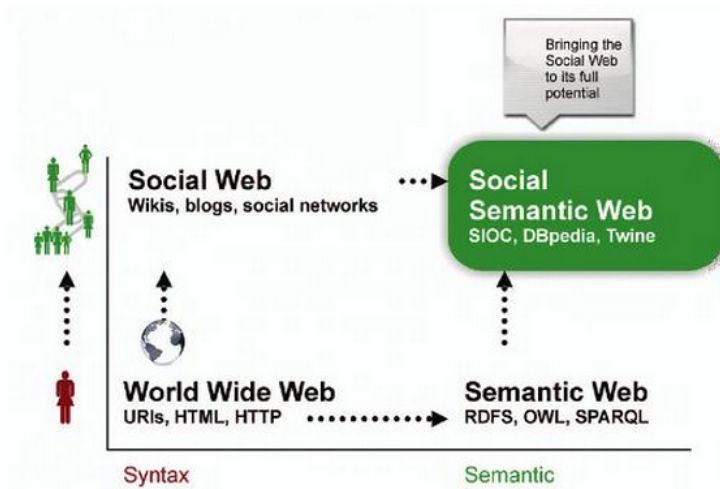 Bringing the
Social Web
to its full
potential
Social Web
Wikis, blogs, social networks
Social
Semantic Web
SIOC, DBpedia, Twine
World Wide Web
URIs, HTML, HTTP
Semantic Web
RDFS, OWL, SPARQL
Syntax
Semantic